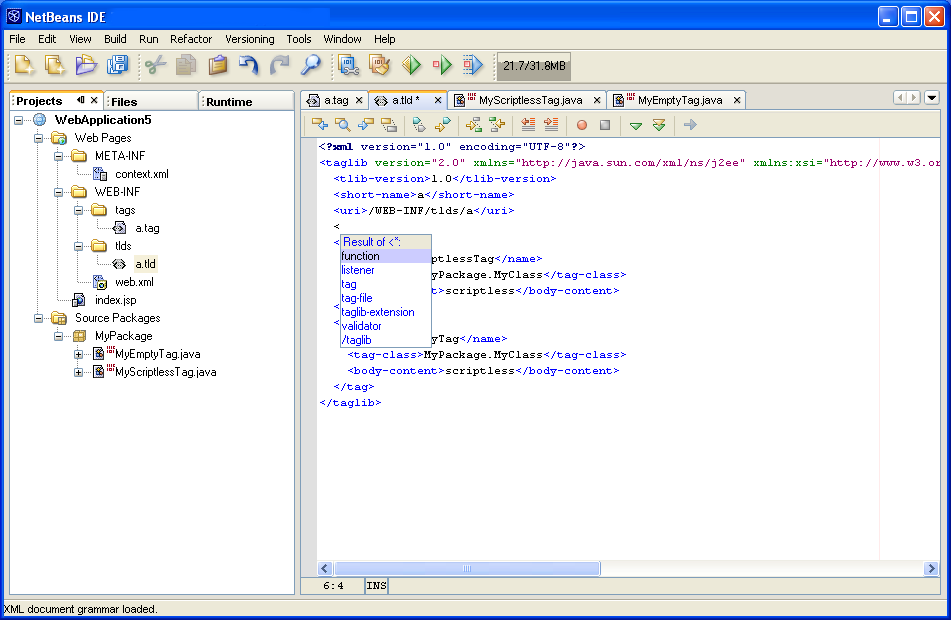 NetBeans IDE
File Edit View Build Run Refactor Versioning Tools Window Help
21.7/31.8MB
Projects
Files
Runtime
WebApplication5
Web Pages
META-INF
context.xml
WEB-INF
tags
a.tag
tlds
a.tld
web.xml
index.jsp
Source Packages
MyPackage
MyEmptyTag.java
MyScriptlessTag.java
a.tag
a.tld *
MyScriptlessTag.java
MyEmptyTag.java
<?xml version="1.0" encoding="UTF-8"?>
<taglib version="2.0" xmlns="http://java.sun.com/xml/ns/j2ee" xmlns:xsi="http://www.w3.or
<tlib-version>1.0</tlib-version>
<short-name>a</short-name>
<uri>/WEB-INF/tlds/a</uri>
<
<
Result of <*:
function
listener
tag
tag-file
taglib-extension
validator
/taglib
ptlessTag</name>
yPackage.MyClass</tag-class>
t>scriptless</body-content>
<
<
yTag</name>
<tag-class>MyPackage.MyClass</tag-class>
<body-content>scriptless</body-content>
</tag>
</taglib>
6:4 INS
XML document grammar loaded.